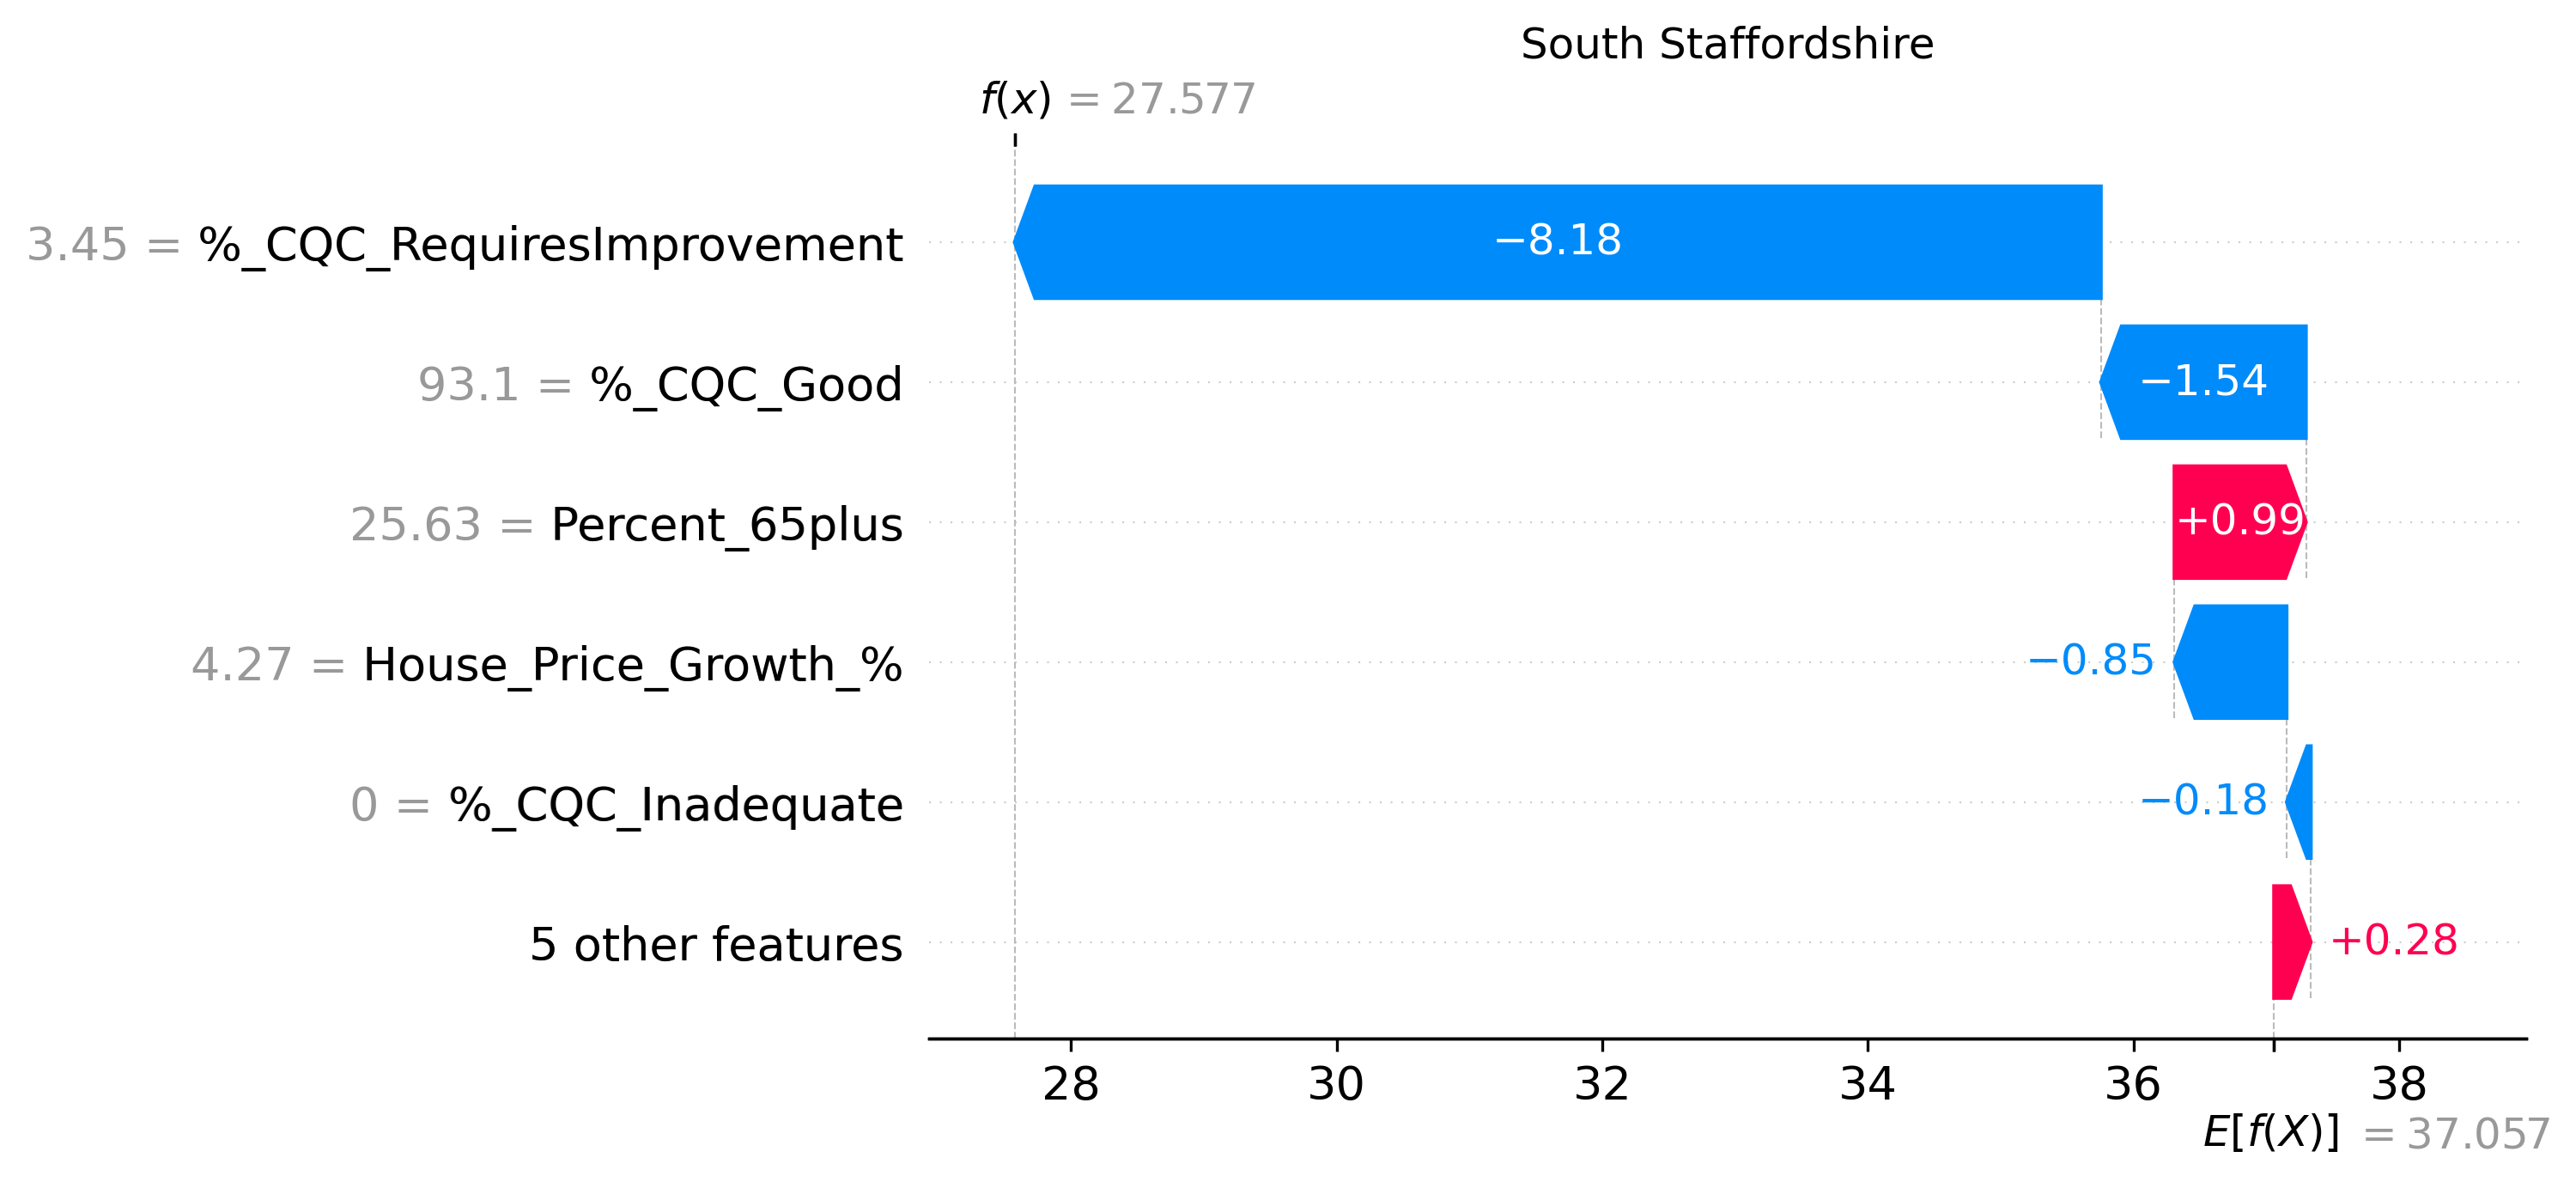 South Staffordshire
f(x) = 27.577
3.45 = %_CQC_RequiresImprovement
−8.18
93.1 = %_CQC_Good
−1.54
25.63 = Percent_65plus
+0.99
4.27 = House_Price_Growth_%
−0.85
0 = %_CQC_Inadequate
−0.18
5 other features
+0.28
28 30 32 34 36 38
E[f(X)] = 37.057